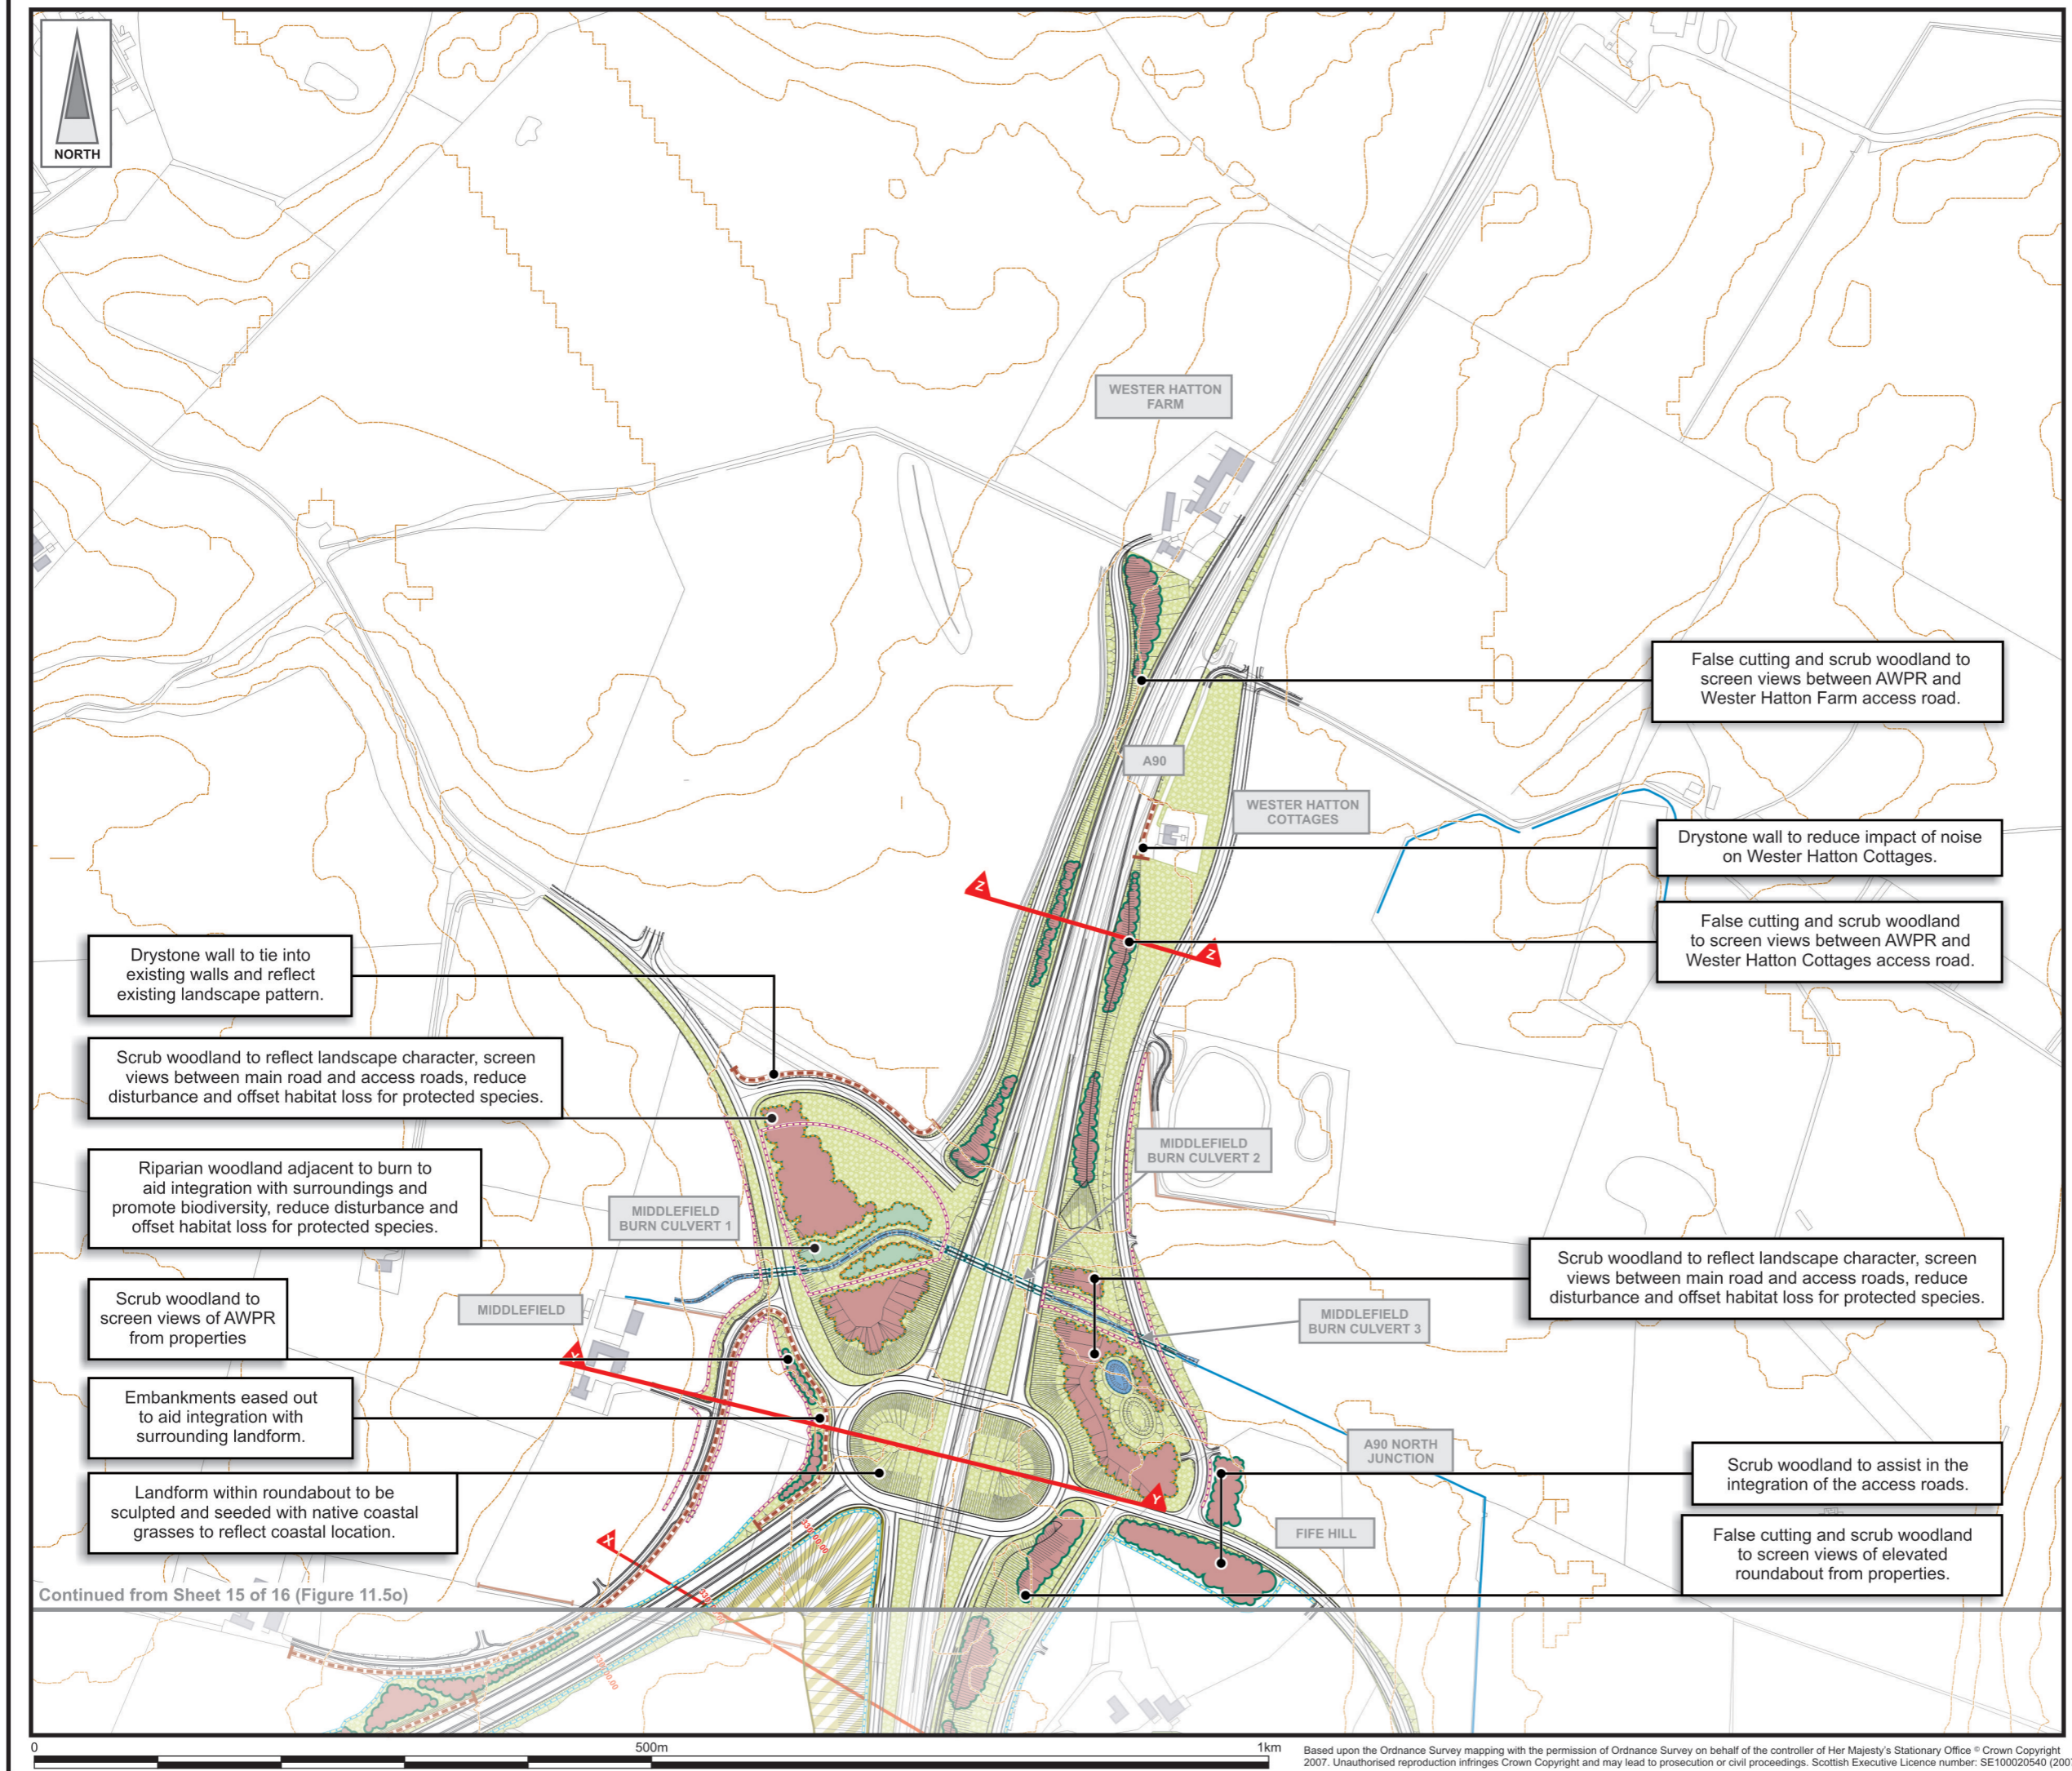 NORTH
WESTER HATTON
FARM
False cutting and scrub woodland to
screen views between AWPR and
Wester Hatton Farm access road.
A90
WESTER HATTON
COTTAGES
Drystone wall to reduce impact of noise
on Wester Hatton Cottages.
Z
Z
False cutting and scrub woodland
to screen views between AWPR and
Wester Hatton Cottages access road.
Drystone wall to tie into
existing walls and reflect
existing landscape pattern.
Scrub woodland to reflect landscape character, screen
views between main road and access roads, reduce
disturbance and offset habitat loss for protected species.
MIDDLEFIELD
BURN CULVERT 2
Riparian woodland adjacent to burn to
aid integration with surroundings and
promote biodiversity, reduce disturbance and
offset habitat loss for protected species.
MIDDLEFIELD
BURN CULVERT 1
Scrub woodland to reflect landscape character, screen
views between main road and access roads, reduce
disturbance and offset habitat loss for protected species.
Scrub woodland to
screen views of AWPR
from properties
MIDDLEFIELD
MIDDLEFIELD
BURN CULVERT 3
Y
Embankments eased out
to aid integration with
surrounding landform.
A90 NORTH
JUNCTION
Scrub woodland to assist in the
integration of the access roads.
Landform within roundabout to be
sculpted and seeded with native coastal
grasses to reflect coastal location.
Y
FIFE HILL
False cutting and scrub woodland
to screen views of elevated
roundabout from properties.
X
Continued from Sheet 15 of 16 (Figure 11.5o)
0
500m
1km
Based upon the Ordnance Survey mapping with the permission of Ordnance Survey on behalf of the controller of Her Majesty's Stationary Office © Crown Copyright
2007. Unauthorised reproduction infringes Crown Copyright and may lead to prosecution or civil proceedings. Scottish Executive Licence number: SE100020540 (2007